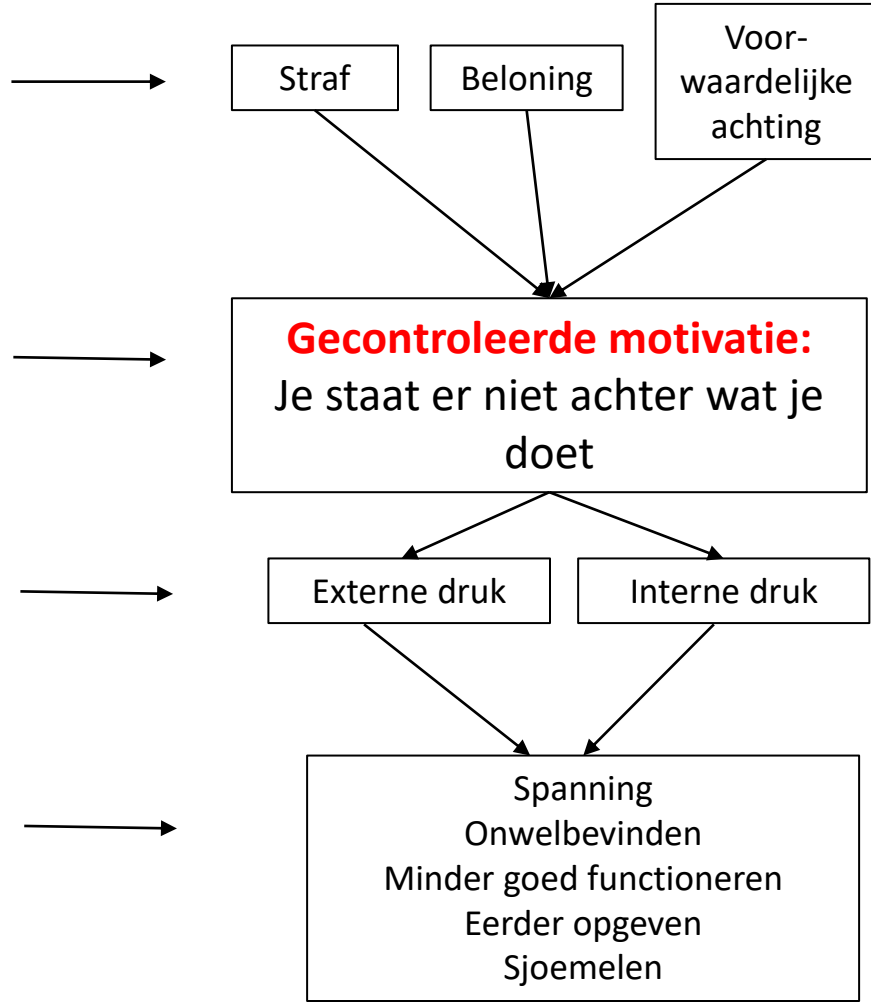 Straf
Beloning
Voor-
waardelijke
achting
Gecontroleerde motivatie:
Je staat er niet achter wat je
doet
Externe druk
Interne druk
Spanning
Onwelbevinden
Minder goed functioneren
Eerder opgeven
Sjoemelen